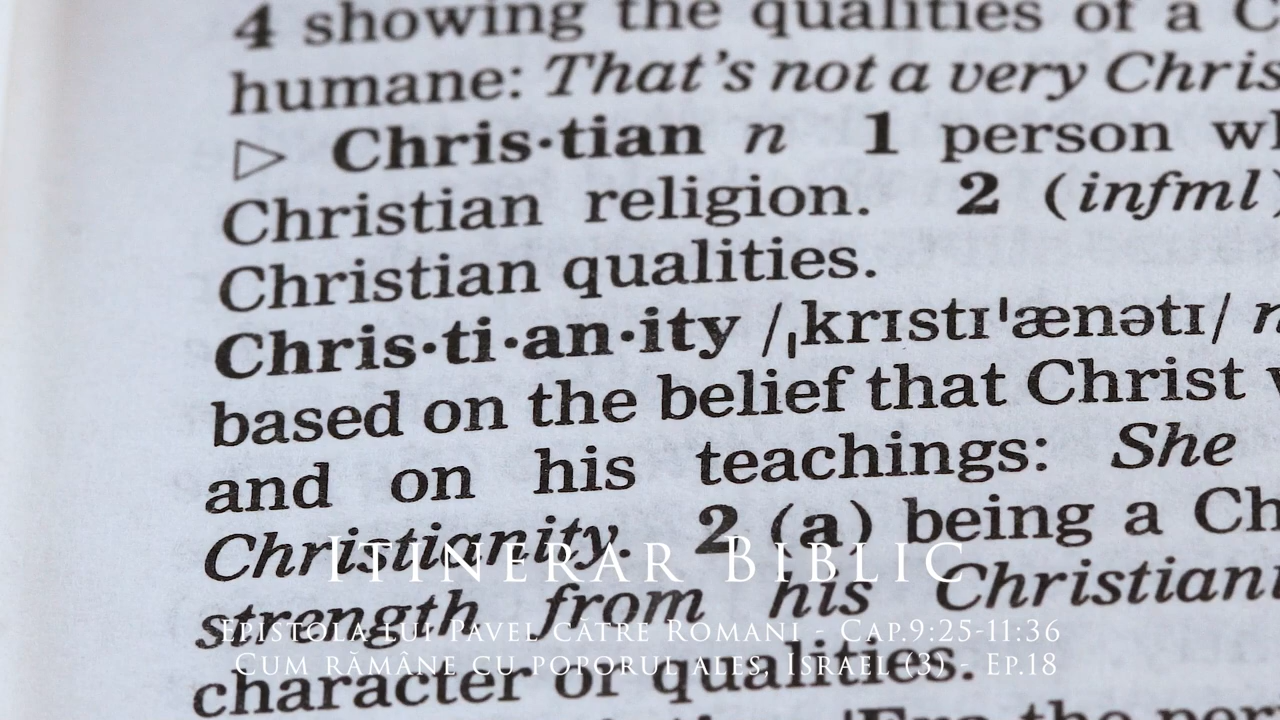 4 showing the qualities of a C
humane: That's not a very Chris
▷ Chris·tian n 1 person wh
Christian religion. 2 (infml)
Christian qualities.
Chris·ti·an·ity /ˌkrɪstɪˈænətɪ/ n
based on the belief that Christ w
and on his teachings: She
Christianity. 2 (a) being a Ch
Itinerar Biblic
strength from his Christiani
Epistola lui Pavel către Romani - Cap.9:25-11:36
Cum rămâne cu poporul ales, Israel (3) - Ep.18
character or qualities.